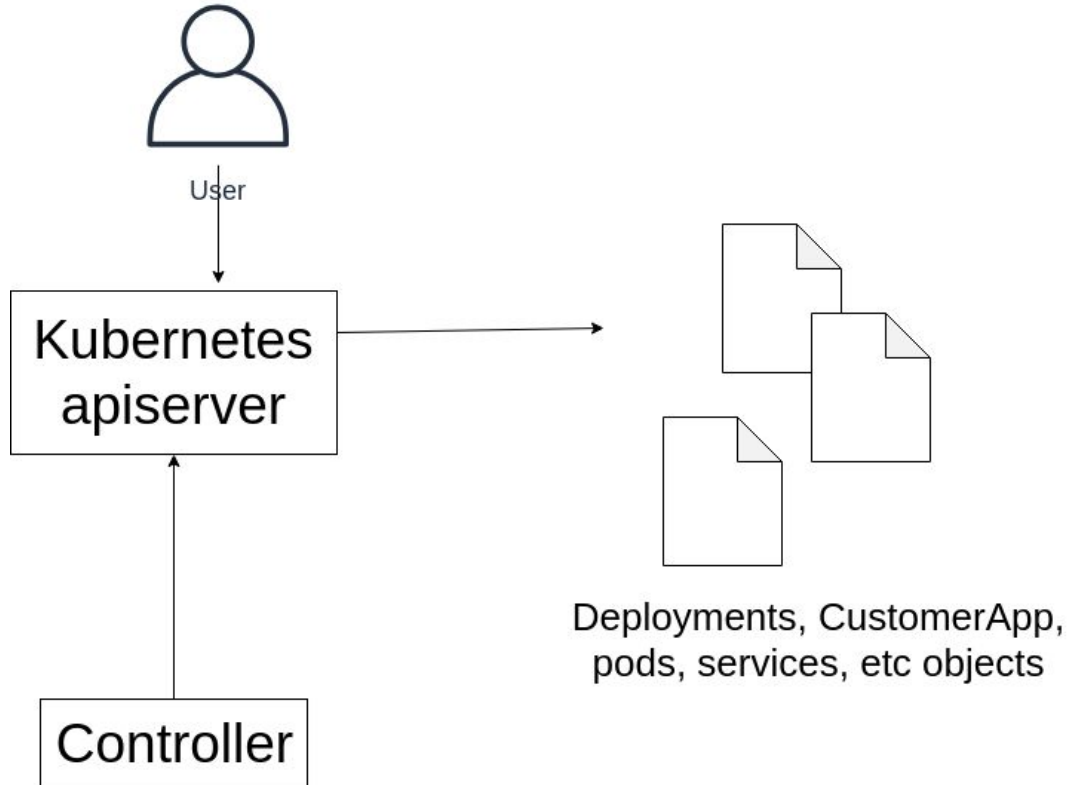 User
Kubernetes
apiserver
Deployments, CustomerApp,
pods, services, etc objects
Controller